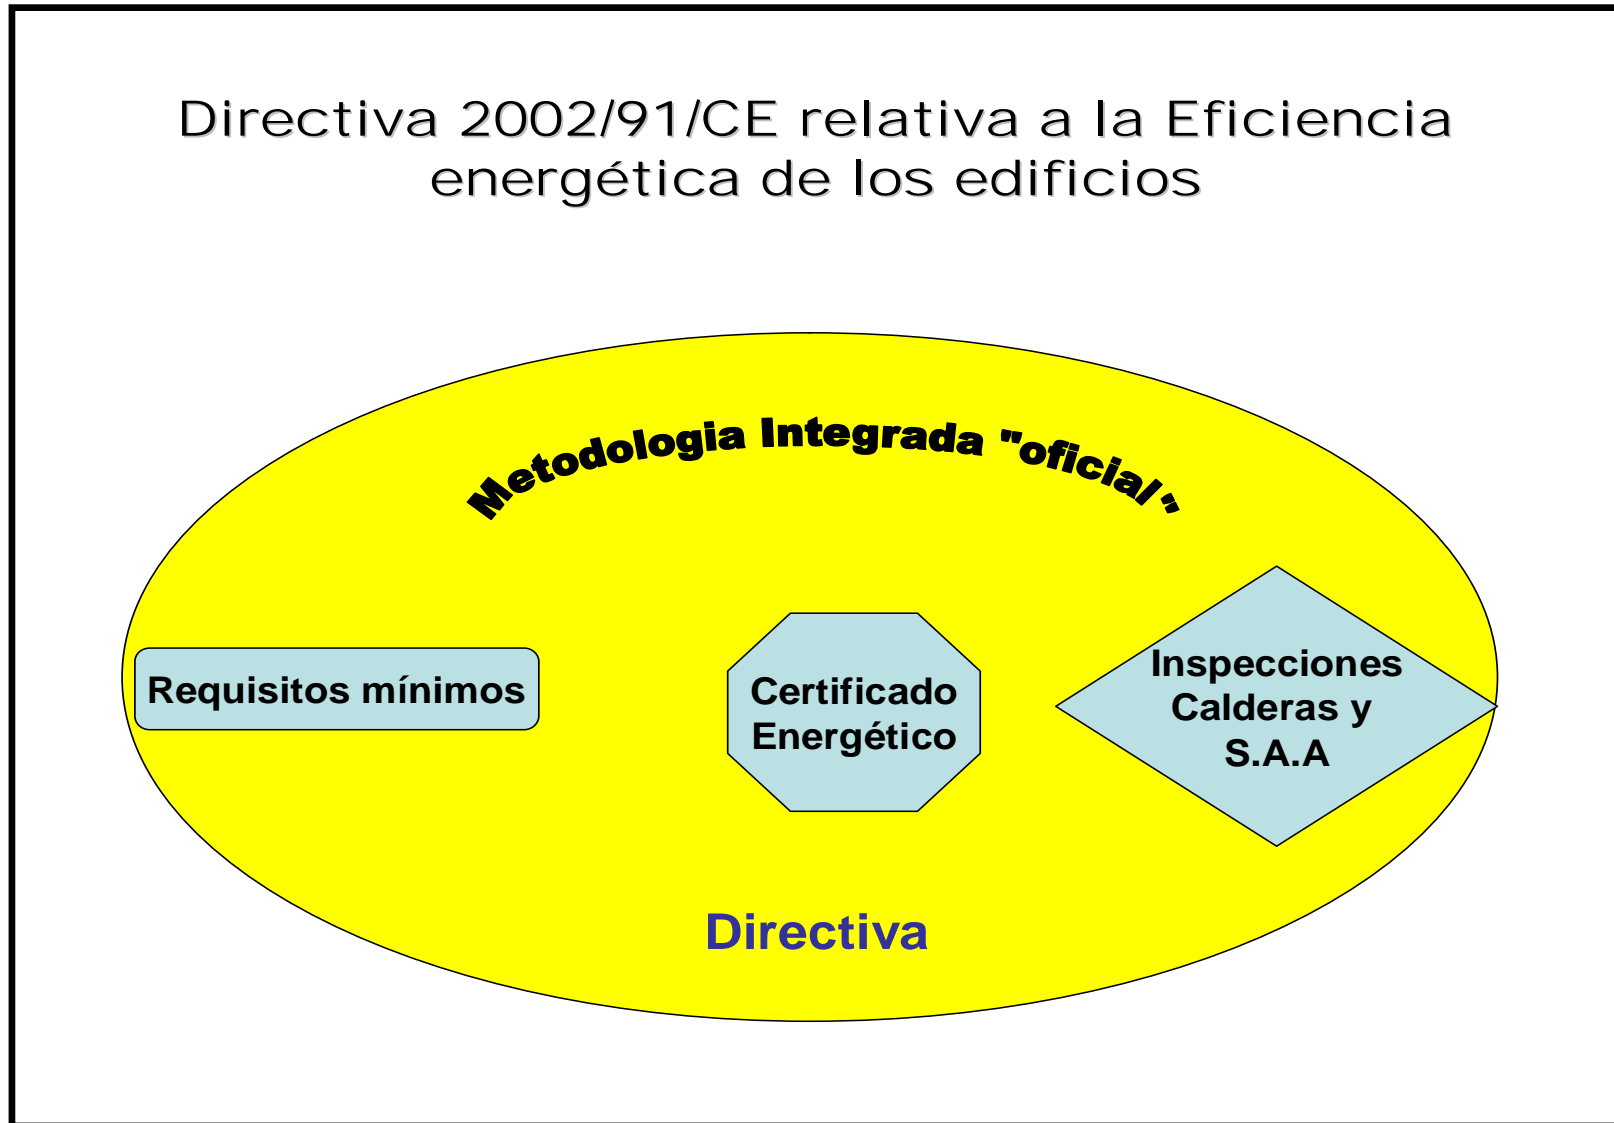 Directiva 2002/91/CE relativa a la Eficiencia
energética de los edificios
Metodologia Integrada "oficial"
Requisitos mínimos
Certificado
Energético
Inspecciones
Calderas y
S.A.A
Directiva